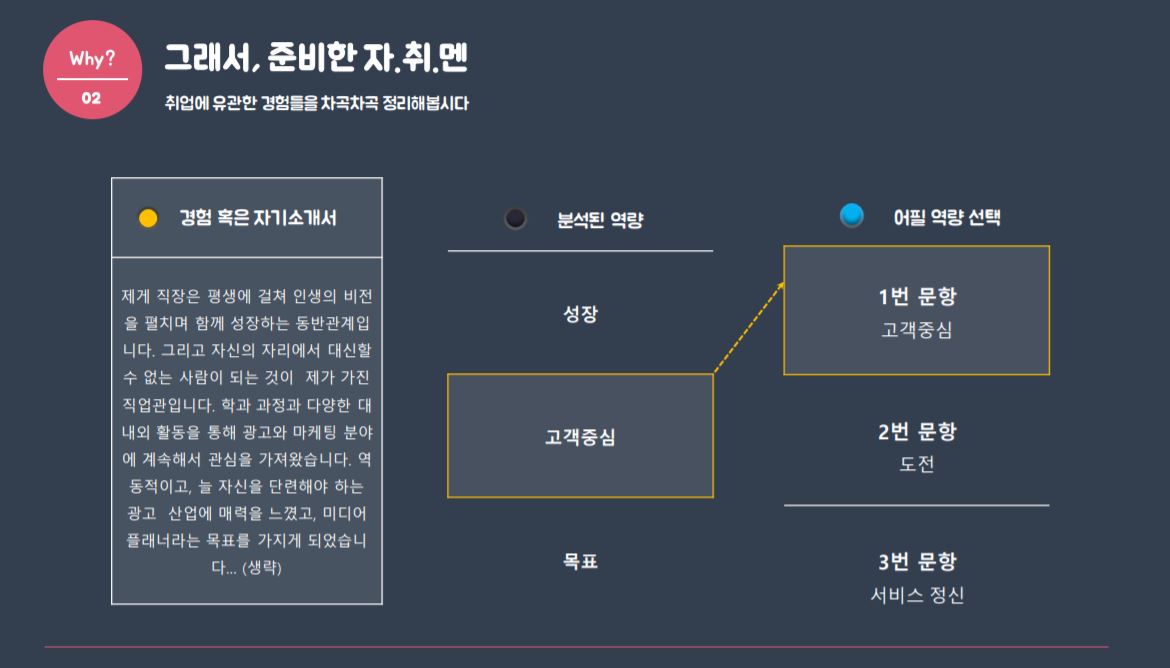 Why?
02
그래서, 준비한 자.취.멘
취업에 유관한 경험들을 차곡차곡 정리해봅시다
경험 혹은 자기소개서
제게 직장은 평생에 걸쳐 인생의 비전
을 펼치며 함께 성장하는 동반관계입
니다. 그리고 자신의 자리에서 대신할
수 없는 사람이 되는 것이 제가 가진
직업관입니다. 학과 과정과 다양한 대
내외 활동을 통해 광고와 마케팅 분야
에 계속해서 관심을 가져왔습니다. 역
동적이고, 늘 자신을 단련해야 하는
광고 산업에 매력을 느꼈고, 미디어
플래너라는 목표를 가지게 되었습니
다... (생략)
분석된 역량
성장
고객중심
목표
어필 역량 선택
1번 문항
고객중심
2번 문항
도전
3번 문항
서비스 정신